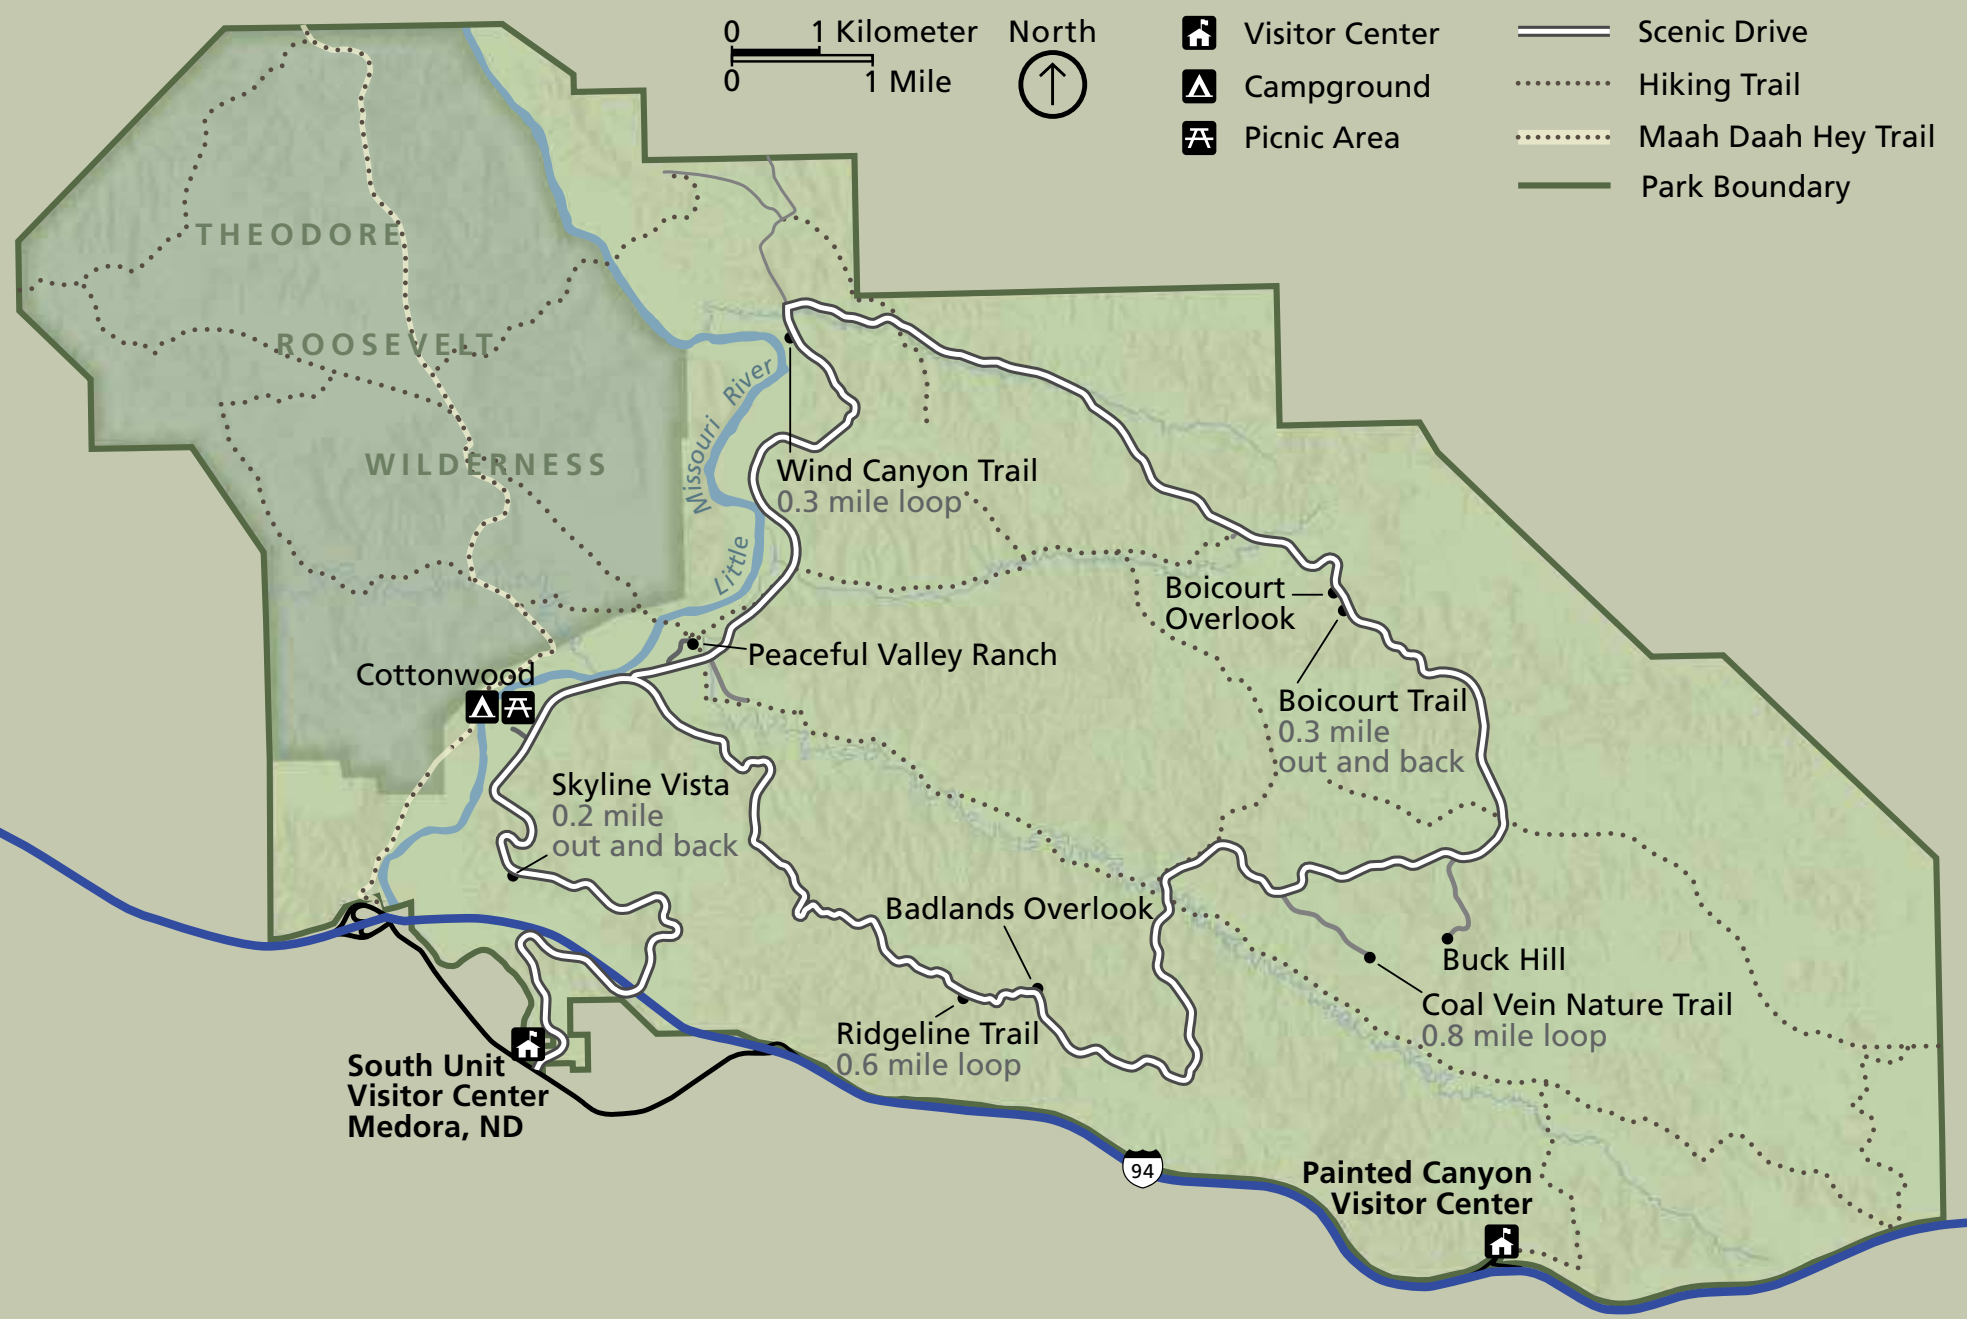 0 1 Kilometer
0 1 Mile
North
Visitor Center
Campground
Picnic Area
Scenic Drive
Hiking Trail
Maah Daah Hey Trail
Park Boundary
THEODORE
ROOSEVELT
WILDERNESS
Little Missouri River
Wind Canyon Trail
0.3 mile loop
Boicourt
Overlook
Peaceful Valley Ranch
Cottonwood
Boicourt Trail
0.3 mile
out and back
Skyline Vista
0.2 mile
out and back
Badlands Overlook
Buck Hill
Coal Vein Nature Trail
0.8 mile loop
Ridgeline Trail
0.6 mile loop
South Unit
Visitor Center
Medora, ND
94
Painted Canyon
Visitor Center